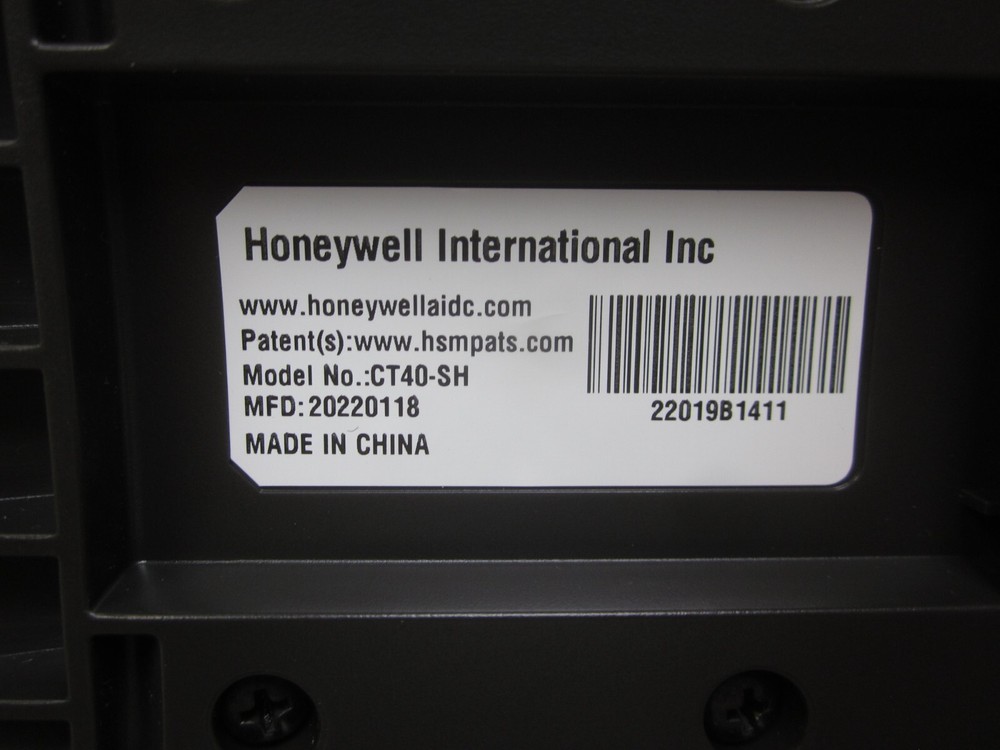 Honeywell International Inc
www.honeywellaidc.com
Patent(s):www.hsmpats.com
Model No.:CT40-SH
MFD:20220118
MADE IN CHINA
22019B1411